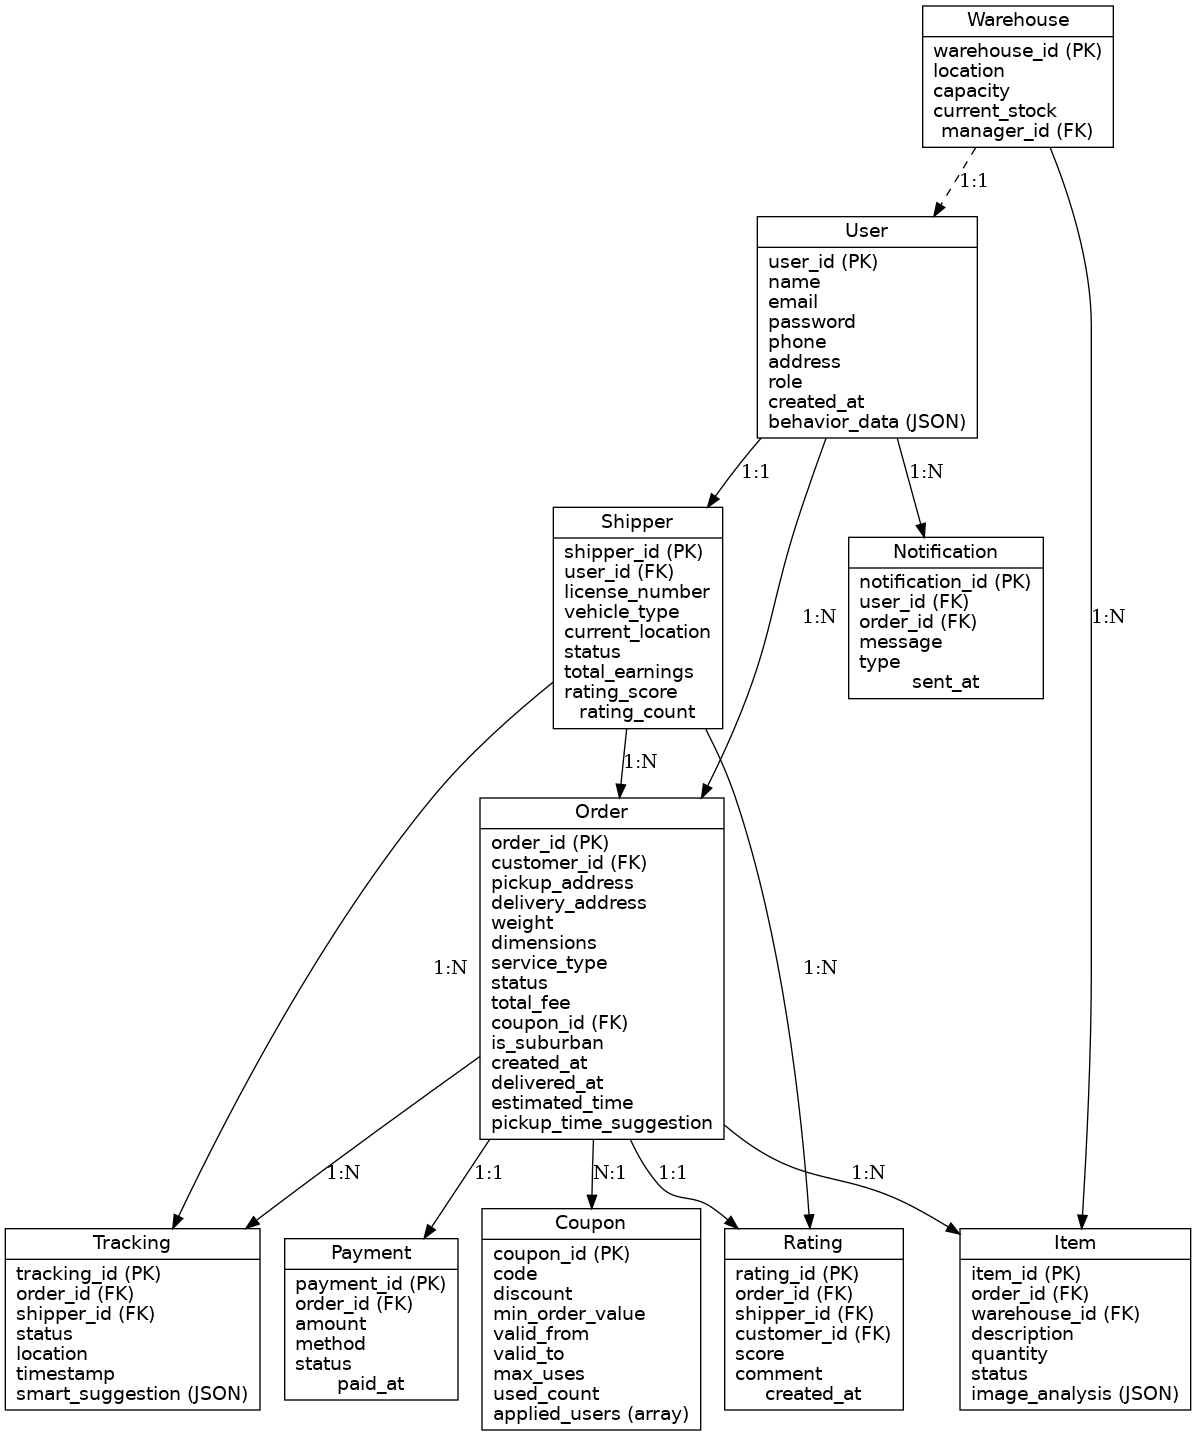 Warehouse
warehouse_id (PK)
location
capacity
current_stock
manager_id (FK)
1:1
User
user_id (PK)
name
email
password
phone
address
role
created_at
behavior_data (JSON)
1:1
1:N
Shipper
shipper_id (PK)
user_id (FK)
license_number
vehicle_type
current_location
status
total_earnings
rating_score
rating_count
1:N
Notification
notification_id (PK)
user_id (FK)
order_id (FK)
message
type
sent_at
1:N
1:N
Order
order_id (PK)
customer_id (FK)
pickup_address
delivery_address
weight
dimensions
service_type
status
total_fee
coupon_id (FK)
is_suburban
created_at
delivered_at
estimated_time
pickup_time_suggestion
1:N
1:N
1:N
1:1
N:1
1:1
1:N
Tracking
tracking_id (PK)
order_id (FK)
shipper_id (FK)
status
location
timestamp
smart_suggestion (JSON)
Payment
payment_id (PK)
order_id (FK)
amount
method
status
paid_at
Coupon
coupon_id (PK)
code
discount
min_order_value
valid_from
valid_to
max_uses
used_count
applied_users (array)
Rating
rating_id (PK)
order_id (FK)
shipper_id (FK)
customer_id (FK)
score
comment
created_at
Item
item_id (PK)
order_id (FK)
warehouse_id (FK)
description
quantity
status
image_analysis (JSON)